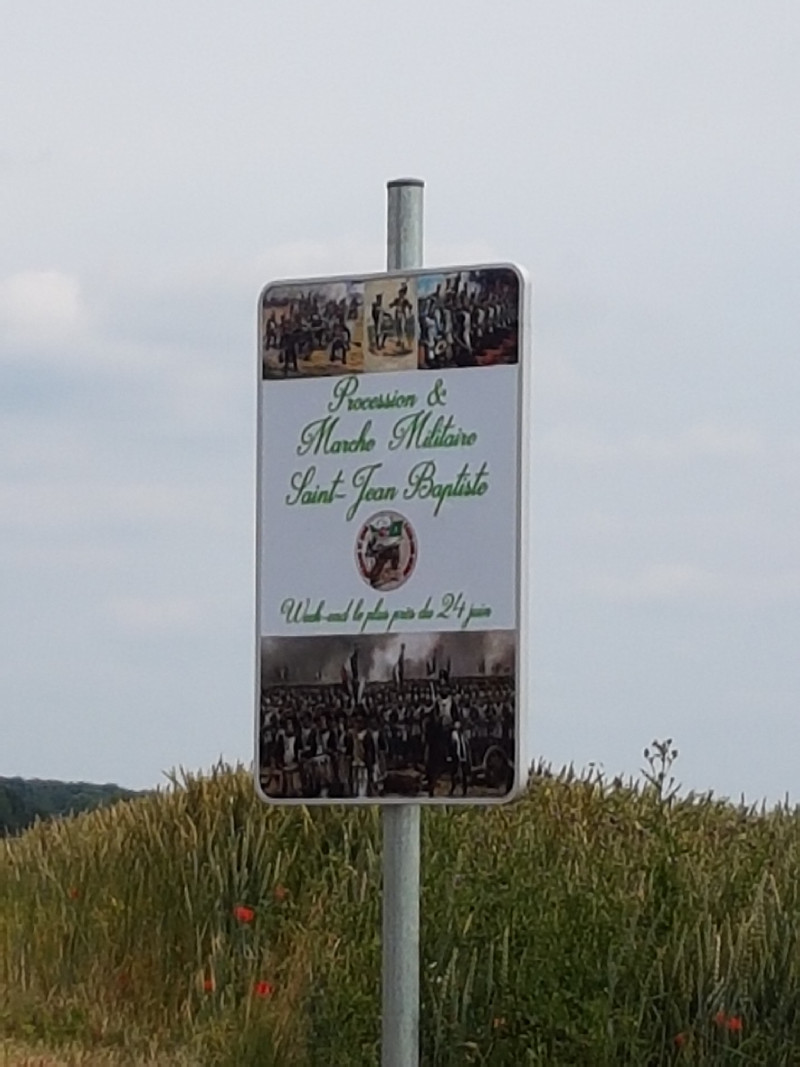 Procession &
Marche Militaire
Saint-Jean Baptiste
Week-end le plus près du 24 juin